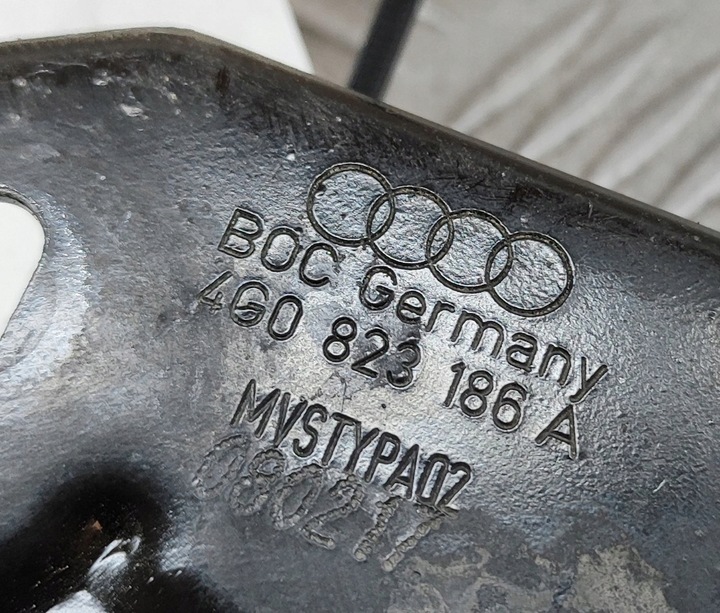 BOC Germany
4G0 823 186 A
MVSTYPA02
080217